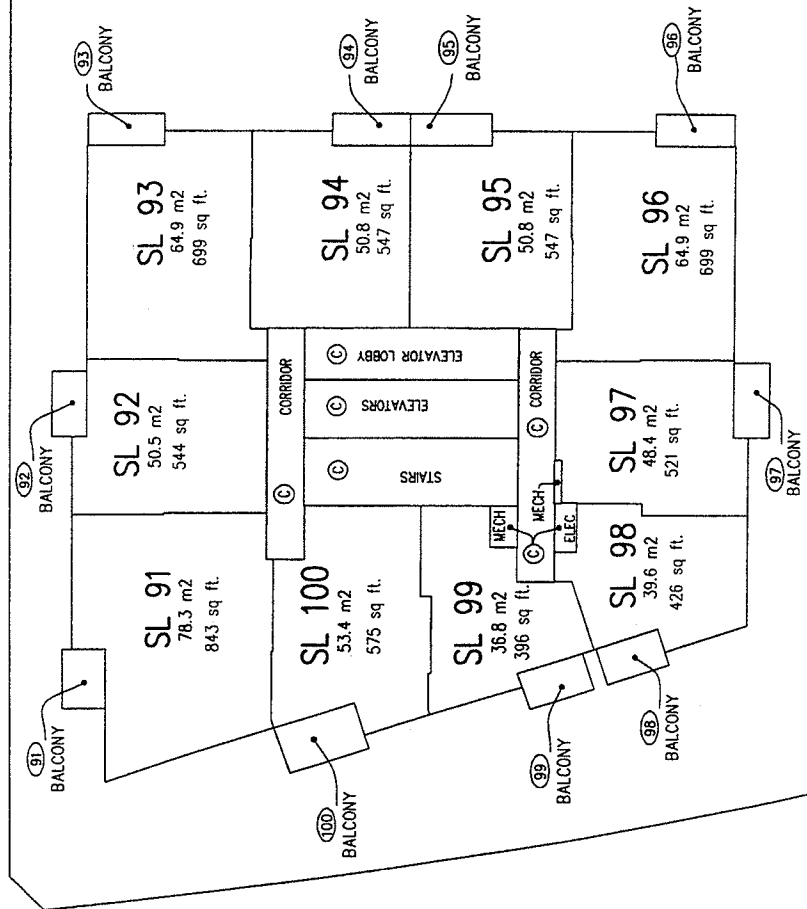 93
BALCONY
94
BALCONY
95
BALCONY
96
BALCONY
SL 93
64.9 m2
699 sq ft.
SL 94
50.8 m2
547 sq ft.
SL 95
50.8 m2
547 sq ft.
SL 96
64.9 m2
699 sq ft.
92
BALCONY
SL 92
50.5 m2
544 sq ft.
CORRIDOR
C
C ELEVATOR LOBBY
C ELEVATORS
C STAIRS
CORRIDOR
C
MECH
MECH
C
ELEC
SL 97
48.4 m2
521 sq ft.
97
BALCONY
SL 91
78.3 m2
843 sq ft.
SL 100
53.4 m2
575 sq ft.
SL 99
36.8 m2
396 sq ft.
SL 98
39.6 m2
426 sq ft.
91
BALCONY
100
BALCONY
99
BALCONY
98
BALCONY